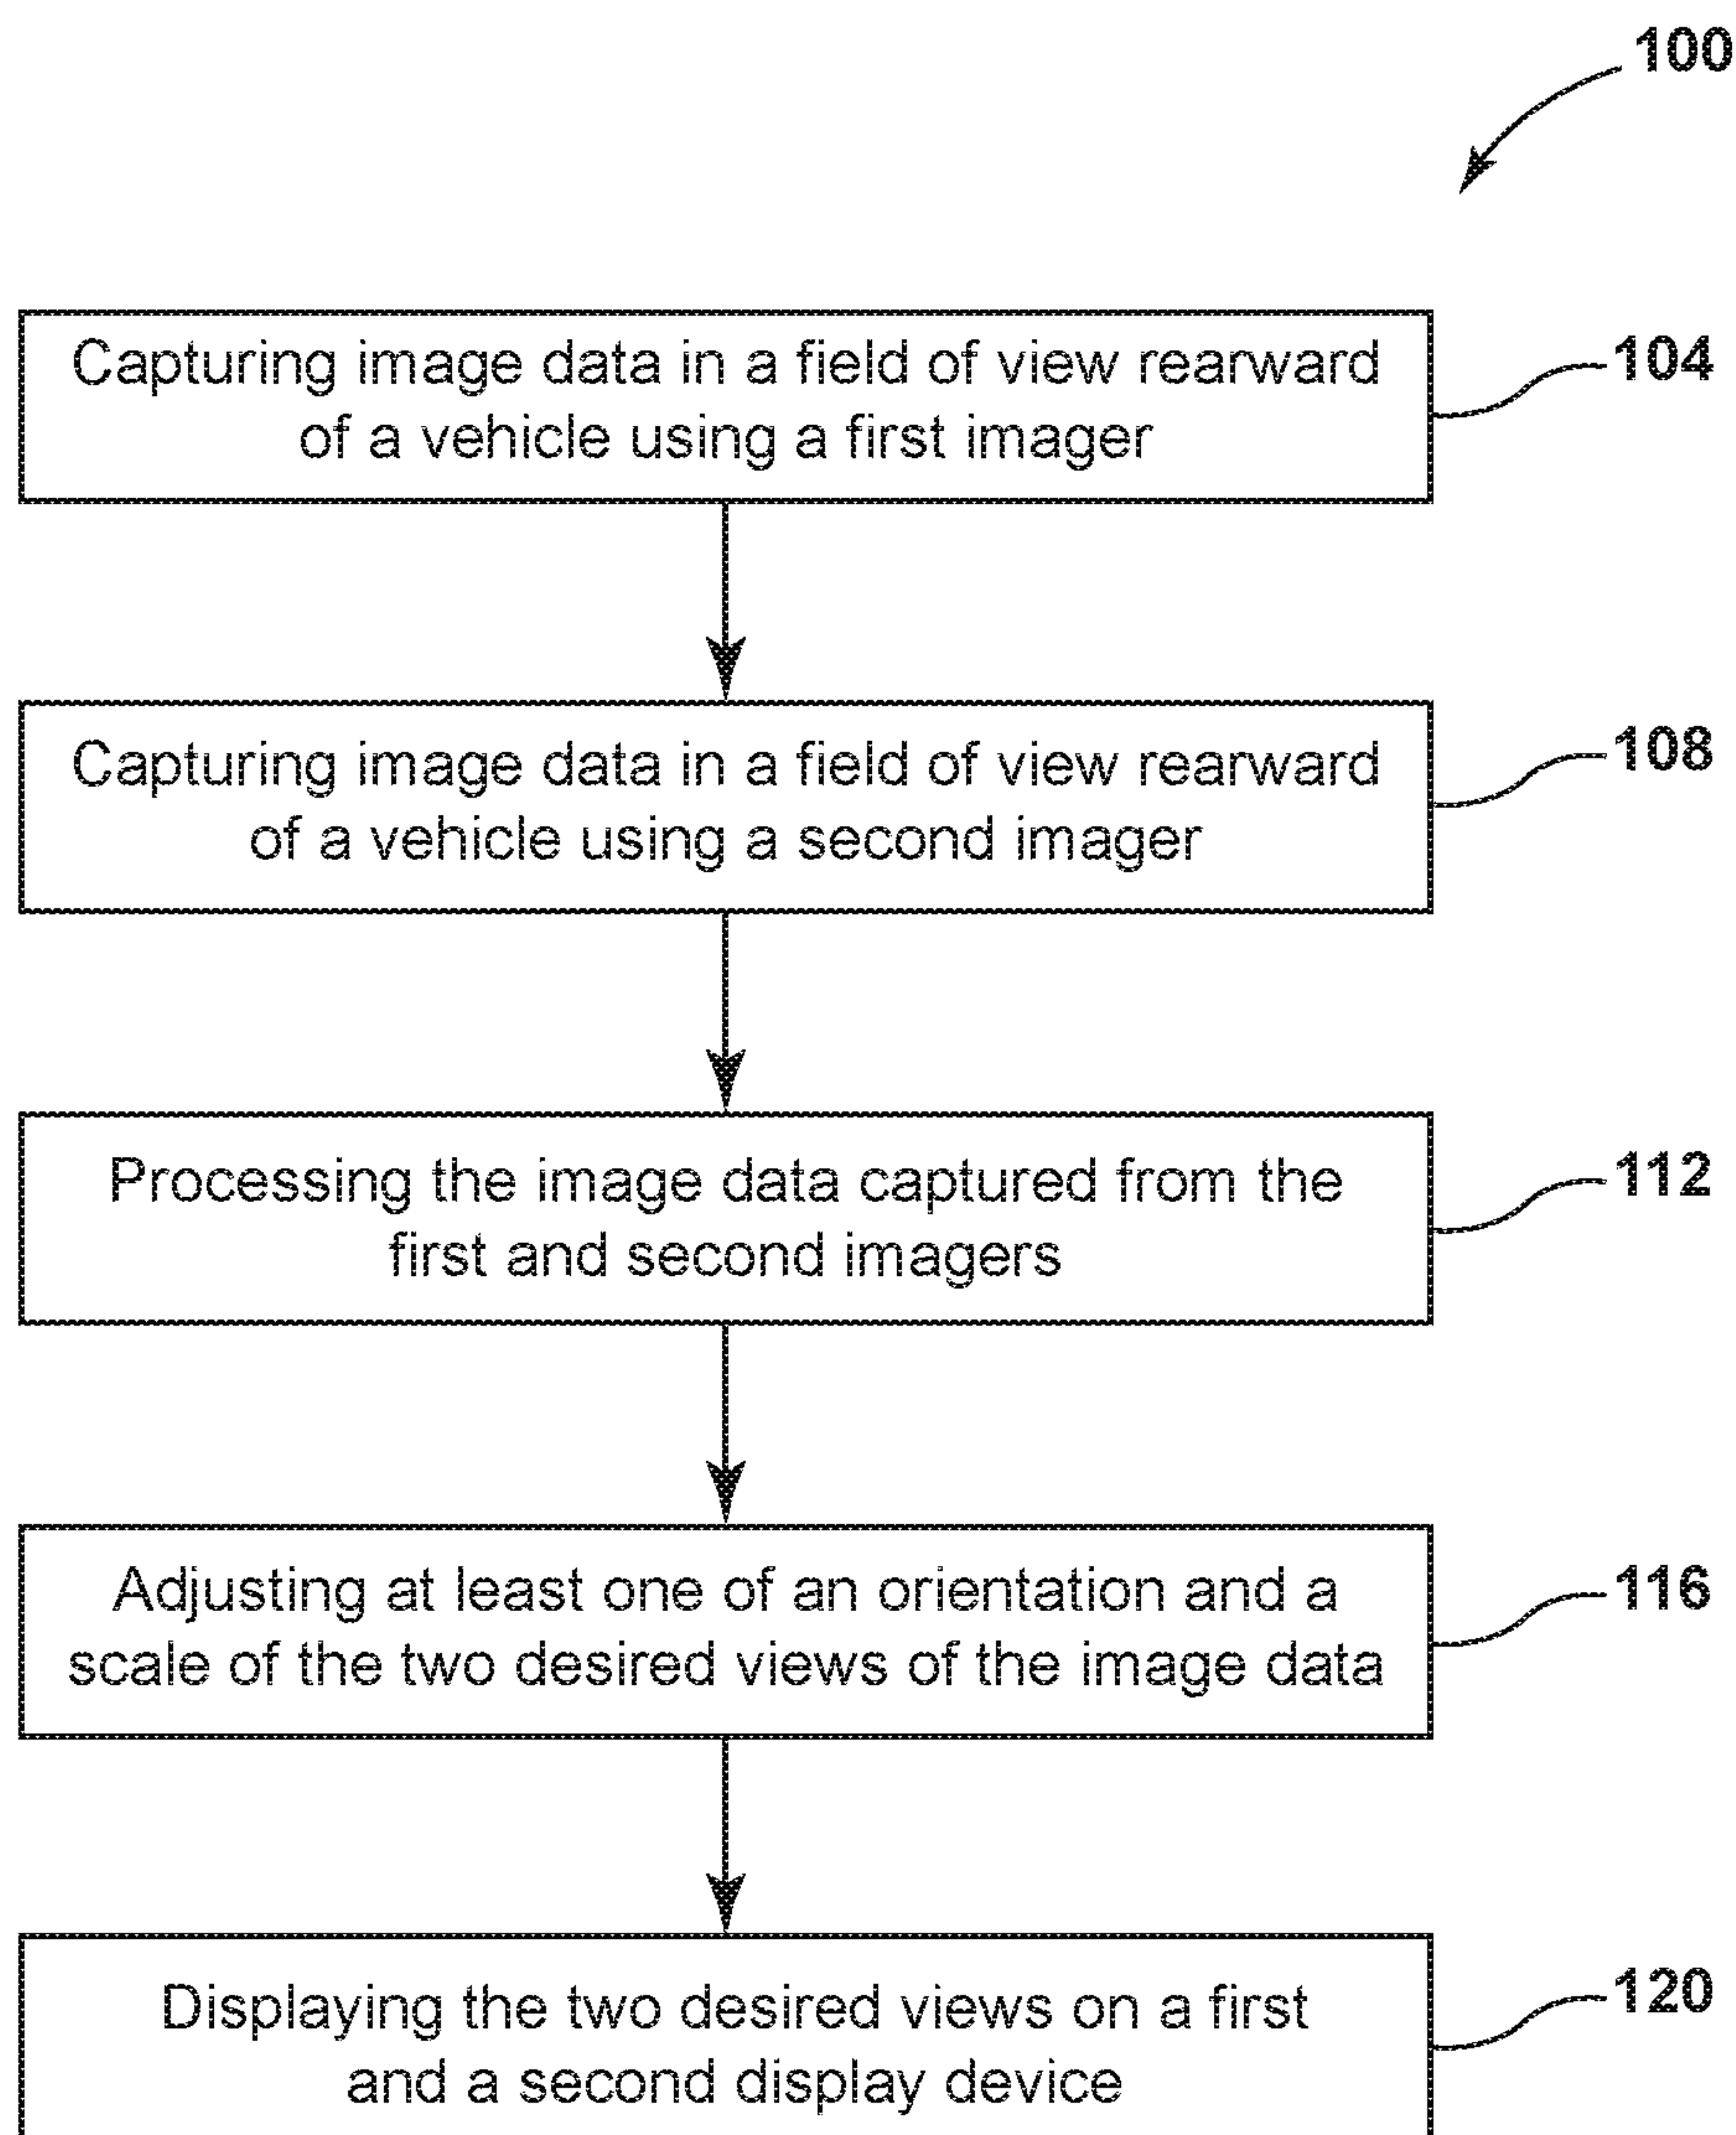 100
Capturing image data in a field of view rearward
of a vehicle using a first imager
104
Capturing image data in a field of view rearward
of a vehicle using a second imager
108
Processing the image data captured from the
first and second imagers
112
Adjusting at least one of an orientation and a
scale of the two desired views of the image data
116
Displaying the two desired views on a first
and a second display device
120